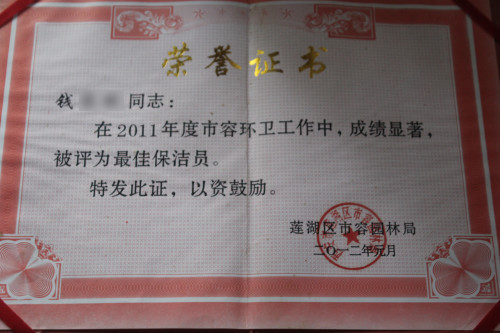 荣誉证书
钱 同志:
在2011年度市容环卫工作中,成绩显著,
被评为最佳保洁员。
特发此证,以资鼓励。
莲湖区市容园林局
二〇一二年元月